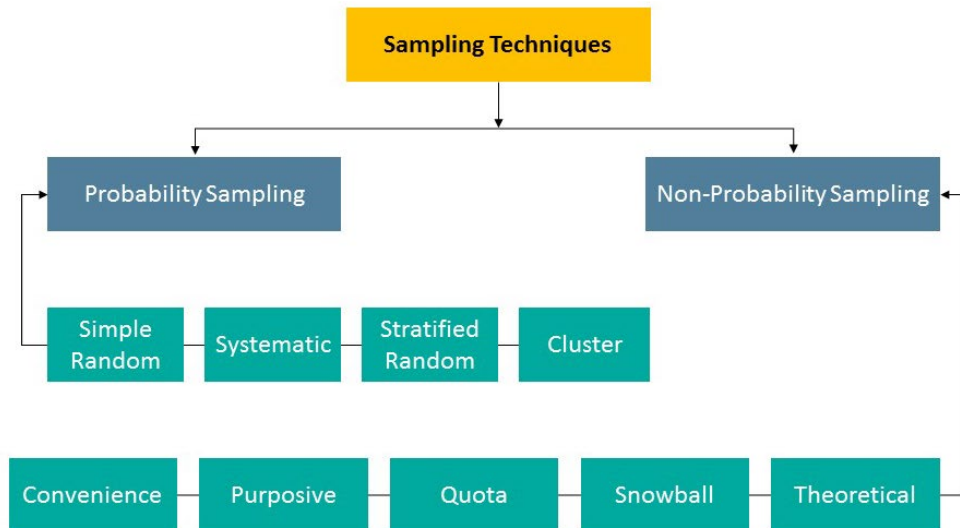 Sampling Techniques
Probability Sampling
Non-Probability Sampling
Simple
Random
Systematic
Stratified
Random
Cluster
Convenience
Purposive
Quota
Snowball
Theoretical